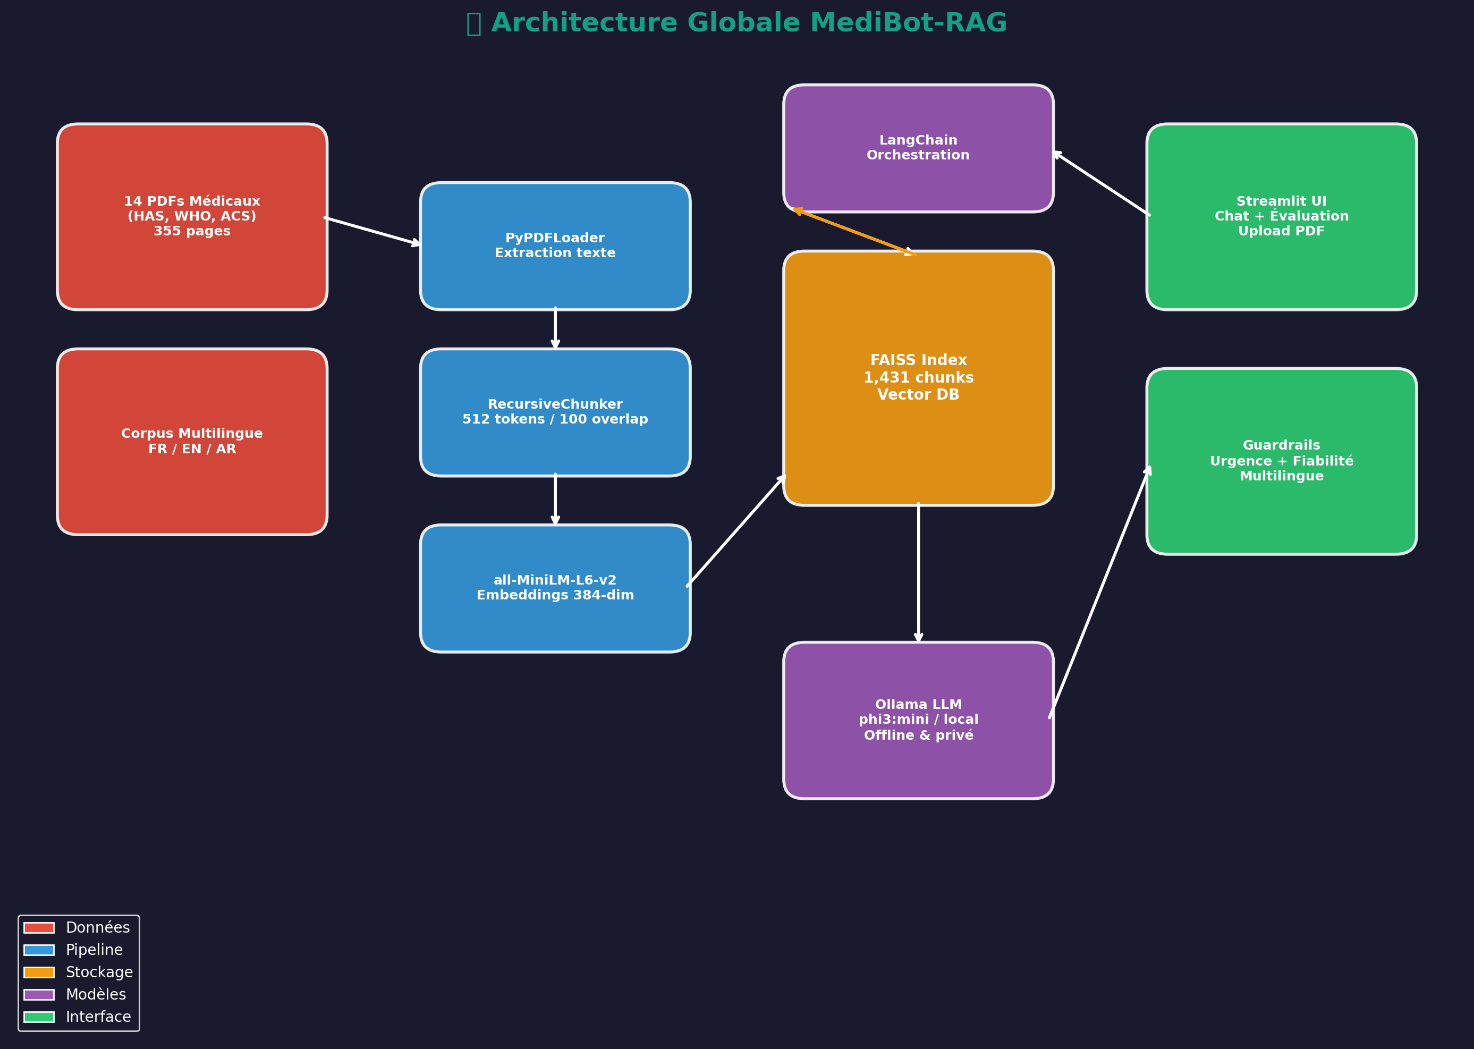 Architecture Globale MediBot-RAG
14 PDFs Médicaux
(HAS, WHO, ACS)
355 pages
Corpus Multilingue
FR / EN / AR
PyPDFLoader
Extraction texte
RecursiveChunker
512 tokens / 100 overlap
all-MiniLM-L6-v2
Embeddings 384-dim
LangChain
Orchestration
FAISS Index
1,431 chunks
Vector DB
Ollama LLM
phi3:mini / local
Offline & privé
Streamlit UI
Chat + Évaluation
Upload PDF
Guardrails
Urgence + Fiabilité
Multilingue
Données
Pipeline
Stockage
Modèles
Interface